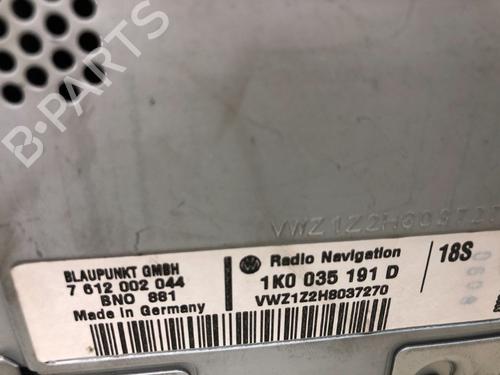 B-PARTS
VWZ1Z2H8037270
BLAUPUNKT GMBH
7 612 002 044
BNO 881
Made in Germany
Radio Navigation
1K0 035 191 D
VWZ1Z2H8037270
18S